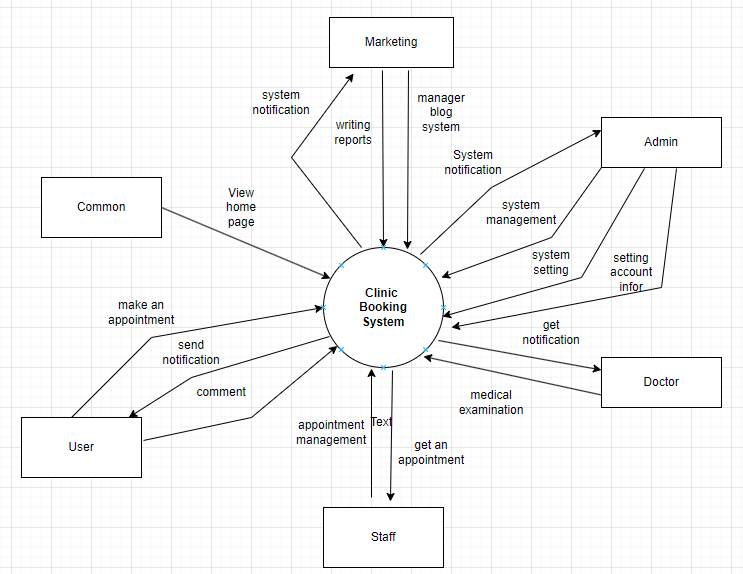 Marketing
system
notification
writing
reports
manager
blog
system
Admin
System
notification
Common
View
home
page
system
management
system
setting
setting
account
infor
Clinic
Booking
System
make an
appointment
send
notification
get
notification
comment
Doctor
medical
examination
User
appointment
management
Text
get an
appointment
Staff